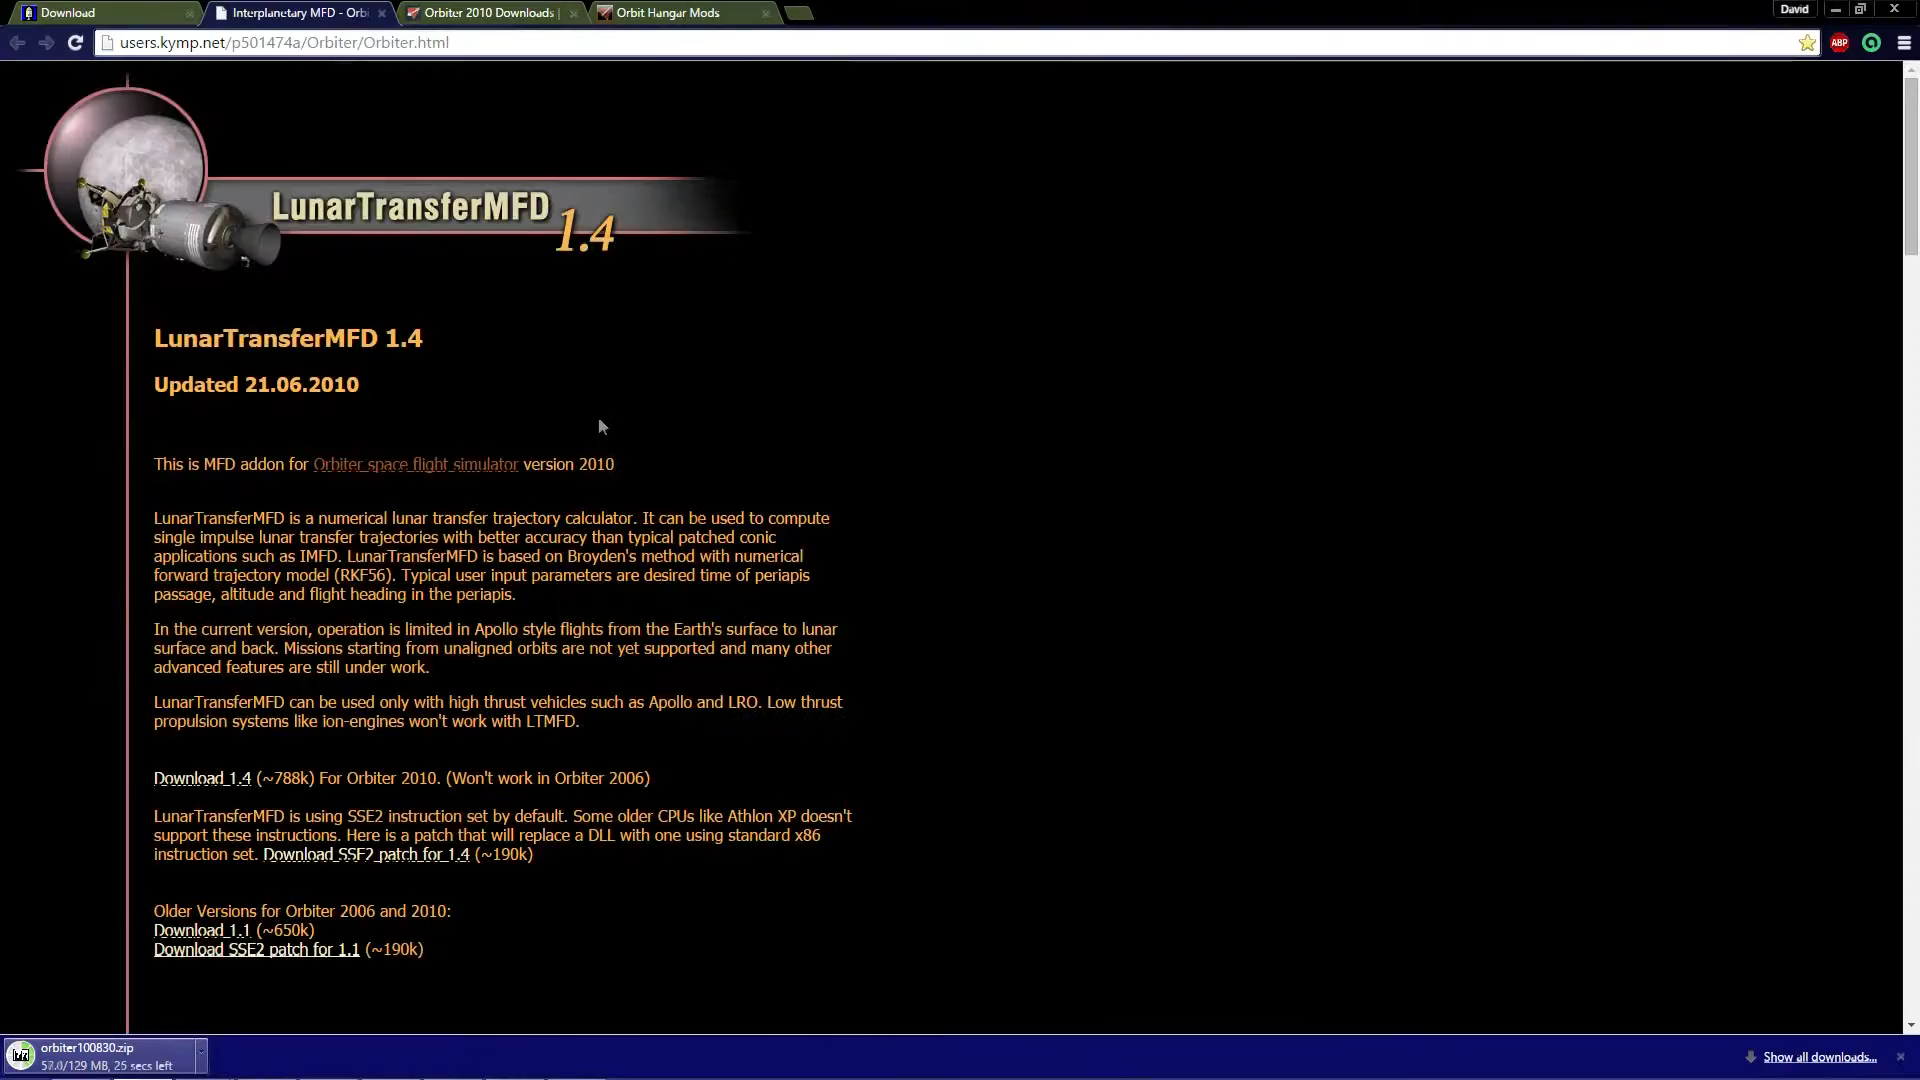 Download
Interplanetary MFD - Orbi
Orbiter 2010 Downloads |
Orbit Hangar Mods
David
users.kymp.net/p501474a/Orbiter/Orbiter.html
ABP
LunarTransferMFD
1.4
LunarTransferMFD 1.4
Updated 21.06.2010
This is MFD addon for Orbiter space flight simulator version 2010
LunarTransferMFD is a numerical lunar transfer trajectory calculator. It can be used to compute
single impulse lunar transfer trajectories with better accuracy than typical patched conic
applications such as IMFD. LunarTransferMFD is based on Broyden's method with numerical
forward trajectory model (RKF56). Typical user input parameters are desired time of periapis
passage, altitude and flight heading in the periapis.
In the current version, operation is limited in Apollo style flights from the Earth's surface to lunar
surface and back. Missions starting from unaligned orbits are not yet supported and many other
advanced features are still under work.
LunarTransferMFD can be used only with high thrust vehicles such as Apollo and LRO. Low thrust
propulsion systems like ion-engines won't work with LTMFD.
Download 1.4 (~788k) For Orbiter 2010. (Won't work in Orbiter 2006)
LunarTransferMFD is using SSE2 instruction set by default. Some older CPUs like Athlon XP doesn't
support these instructions. Here is a patch that will replace a DLL with one using standard x86
instruction set. Download SSE2 patch for 1.4 (~190k)
Older Versions for Orbiter 2006 and 2010:
Download 1.1 (~650k)
Download SSE2 patch for 1.1 (~190k)
orbiter100830.zip
/129 MB, 25 secs left
Show all downloads...